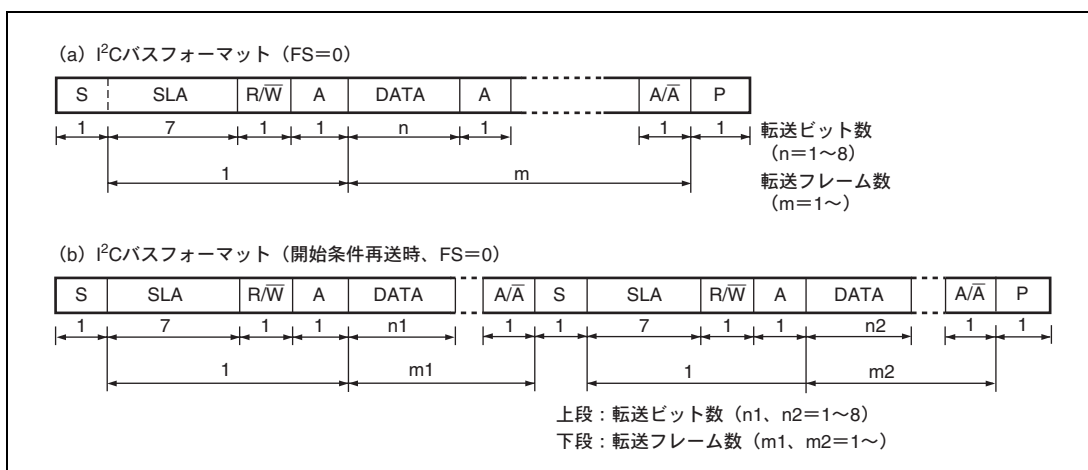 (a) I²Cバスフォーマット（FS＝0）
S SLA R/W̅ A DATA A A/A̅ P
1 7 1 1 n 1 1 1 転送ビット数
（n＝1～8）
1 m 転送フレーム数
（m＝1～）
(b) I²Cバスフォーマット（開始条件再送時、FS＝0）
S SLA R/W̅ A DATA A/A̅ S SLA R/W̅ A DATA A/A̅ P
1 7 1 1 n1 1 1 7 1 1 n2 1 1
1 m1 1 m2
上段：転送ビット数（n1、n2＝1～8）
下段：転送フレーム数（m1、m2＝1～）